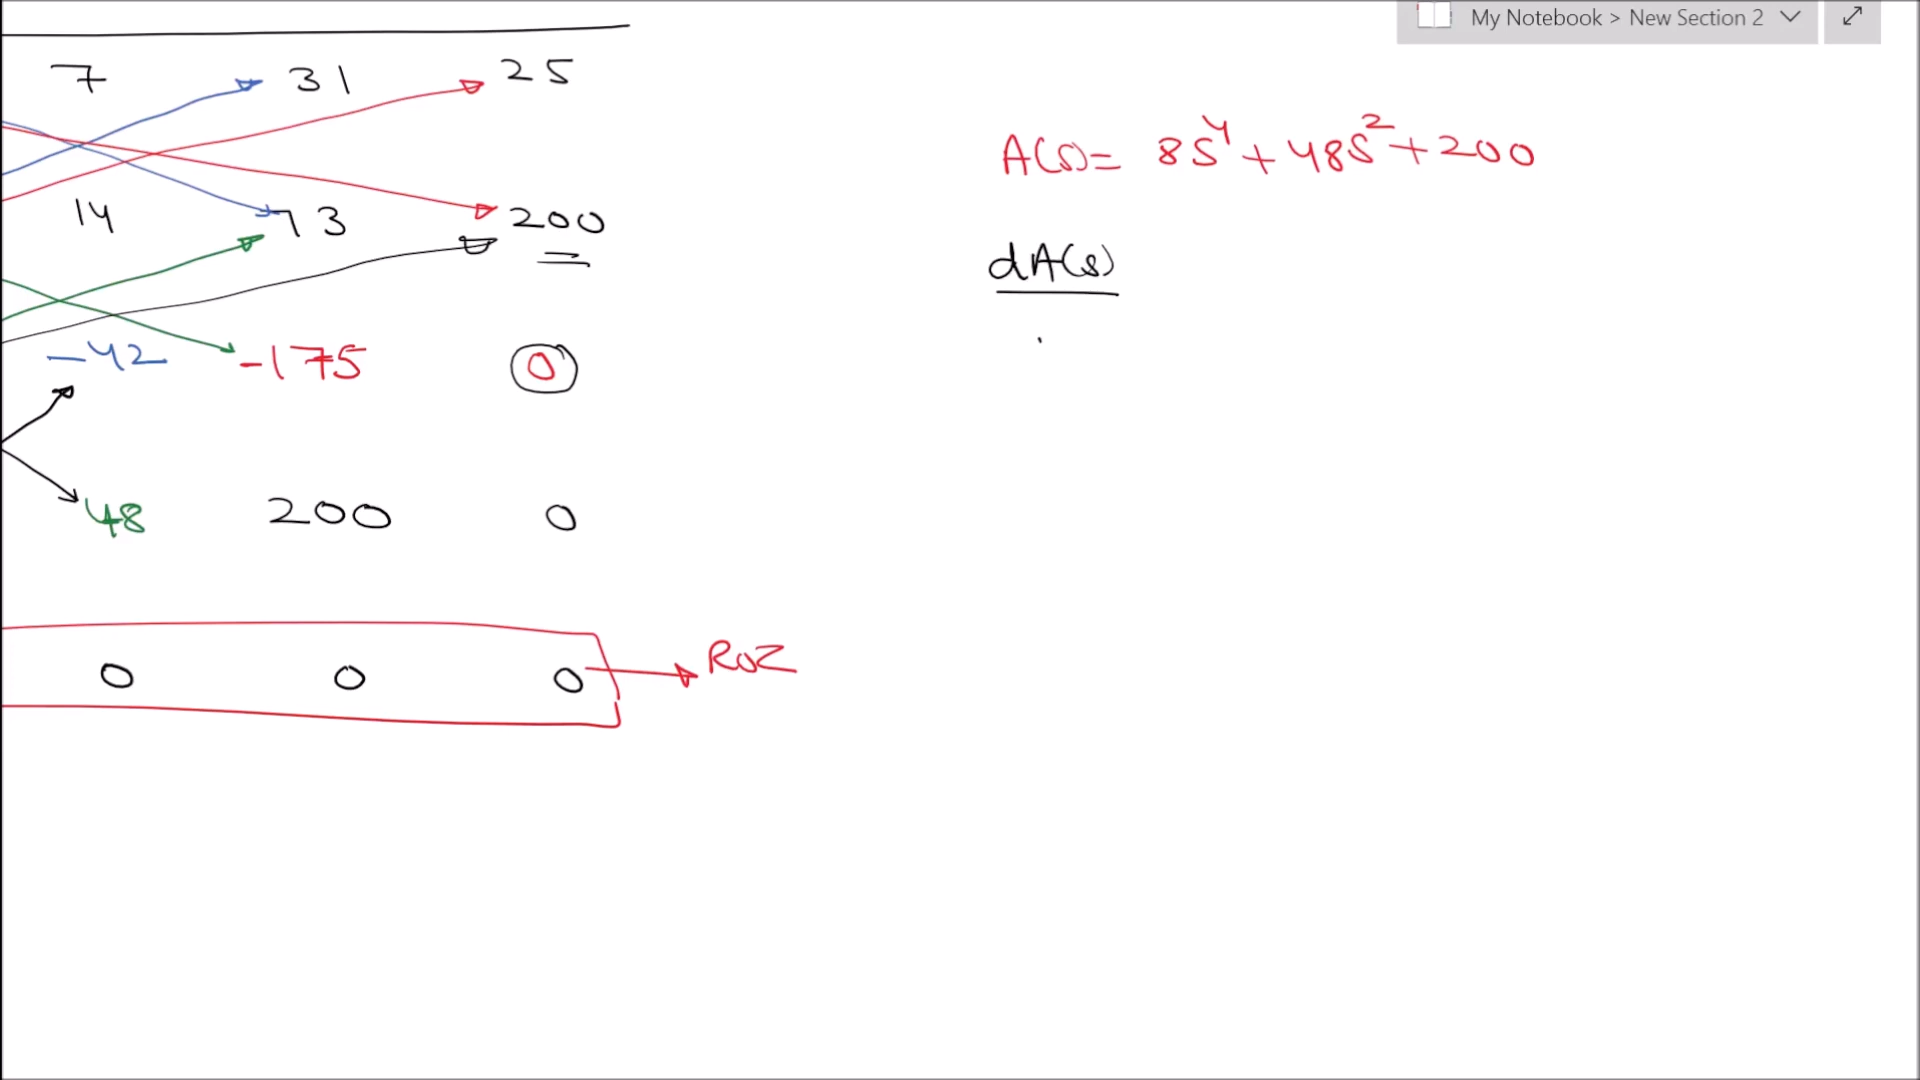 My Notebook > New Section 2
7 31 25
A(s)= 8s⁴+48s²+200
14 73 200
dA(s)
-42 -175 0
48 200 0
0 0 0 ROZ